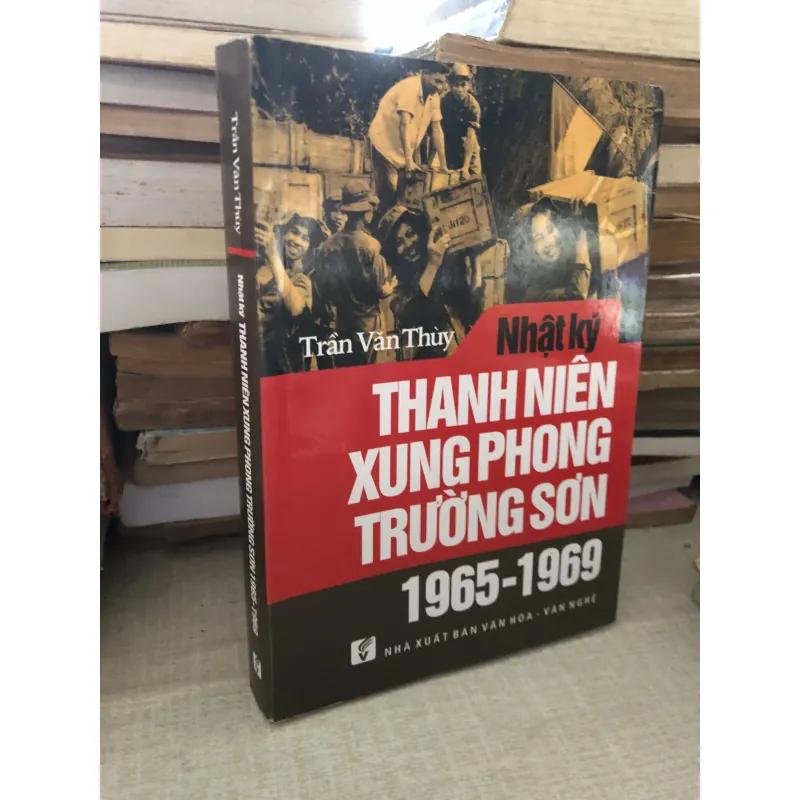 Trần Văn Thùy
Nhật ký THANH NIÊN XUNG PHONG TRƯỜNG SƠN 1965-1969
Trần Văn Thùy
Nhật ký
THANH NIÊN
XUNG PHONG
TRƯỜNG SƠN
1965-1969
NHÀ XUẤT BẢN VĂN HÓA - VĂN NGHỆ